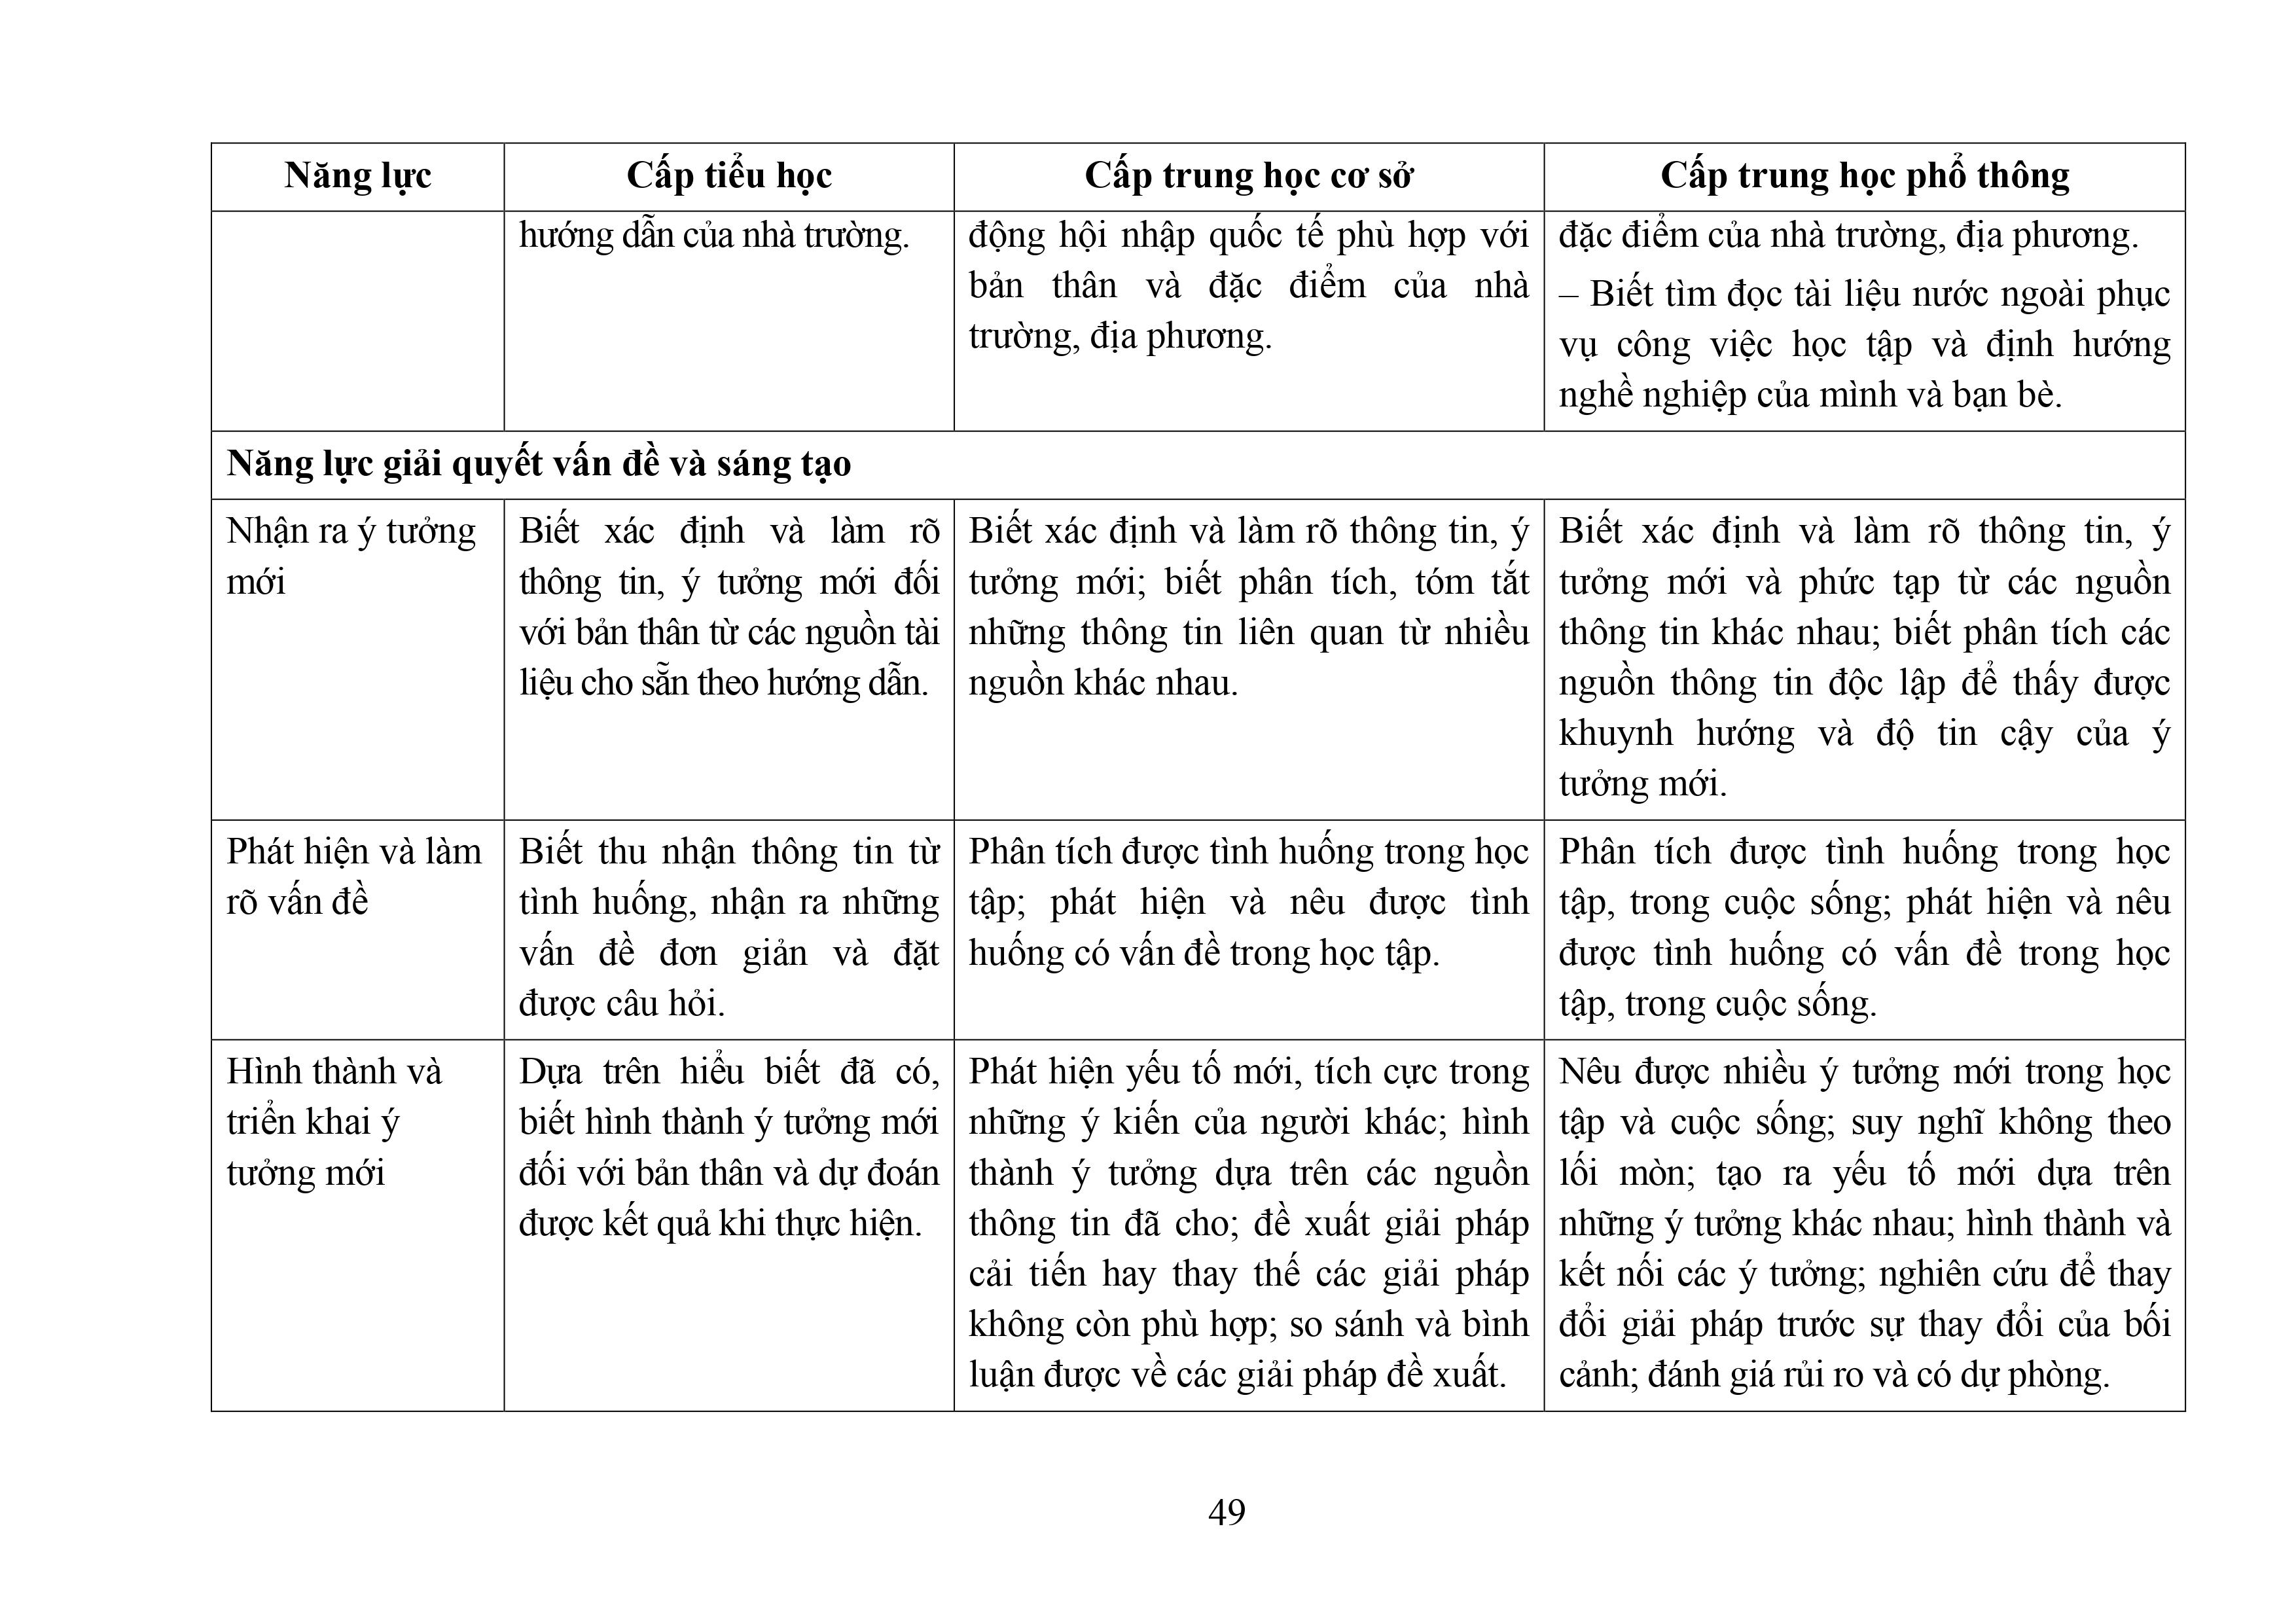 Năng lực
Cấp tiểu học
Cấp trung học cơ sở
Cấp trung học phổ thông
hướng dẫn của nhà trường.
động hội nhập quốc tế phù hợp với
bản thân và đặc điểm của nhà
trường, địa phương.
đặc điểm của nhà trường, địa phương.
– Biết tìm đọc tài liệu nước ngoài phục
vụ công việc học tập và định hướng
nghề nghiệp của mình và bạn bè.
Năng lực giải quyết vấn đề và sáng tạo
Nhận ra ý tưởng
mới
Biết xác định và làm rõ
thông tin, ý tưởng mới đối
với bản thân từ các nguồn tài
liệu cho sẵn theo hướng dẫn.
Biết xác định và làm rõ thông tin, ý
tưởng mới; biết phân tích, tóm tắt
những thông tin liên quan từ nhiều
nguồn khác nhau.
Biết xác định và làm rõ thông tin, ý
tưởng mới và phức tạp từ các nguồn
thông tin khác nhau; biết phân tích các
nguồn thông tin độc lập để thấy được
khuynh hướng và độ tin cậy của ý
tưởng mới.
Phát hiện và làm
rõ vấn đề
Biết thu nhận thông tin từ
tình huống, nhận ra những
vấn đề đơn giản và đặt
được câu hỏi.
Phân tích được tình huống trong học
tập; phát hiện và nêu được tình
huống có vấn đề trong học tập.
Phân tích được tình huống trong học
tập, trong cuộc sống; phát hiện và nêu
được tình huống có vấn đề trong học
tập, trong cuộc sống.
Hình thành và
triển khai ý
tưởng mới
Dựa trên hiểu biết đã có,
biết hình thành ý tưởng mới
đối với bản thân và dự đoán
được kết quả khi thực hiện.
Phát hiện yếu tố mới, tích cực trong
những ý kiến của người khác; hình
thành ý tưởng dựa trên các nguồn
thông tin đã cho; đề xuất giải pháp
cải tiến hay thay thế các giải pháp
không còn phù hợp; so sánh và bình
luận được về các giải pháp đề xuất.
Nêu được nhiều ý tưởng mới trong học
tập và cuộc sống; suy nghĩ không theo
lối mòn; tạo ra yếu tố mới dựa trên
những ý tưởng khác nhau; hình thành và
kết nối các ý tưởng; nghiên cứu để thay
đổi giải pháp trước sự thay đổi của bối
cảnh; đánh giá rủi ro và có dự phòng.
49